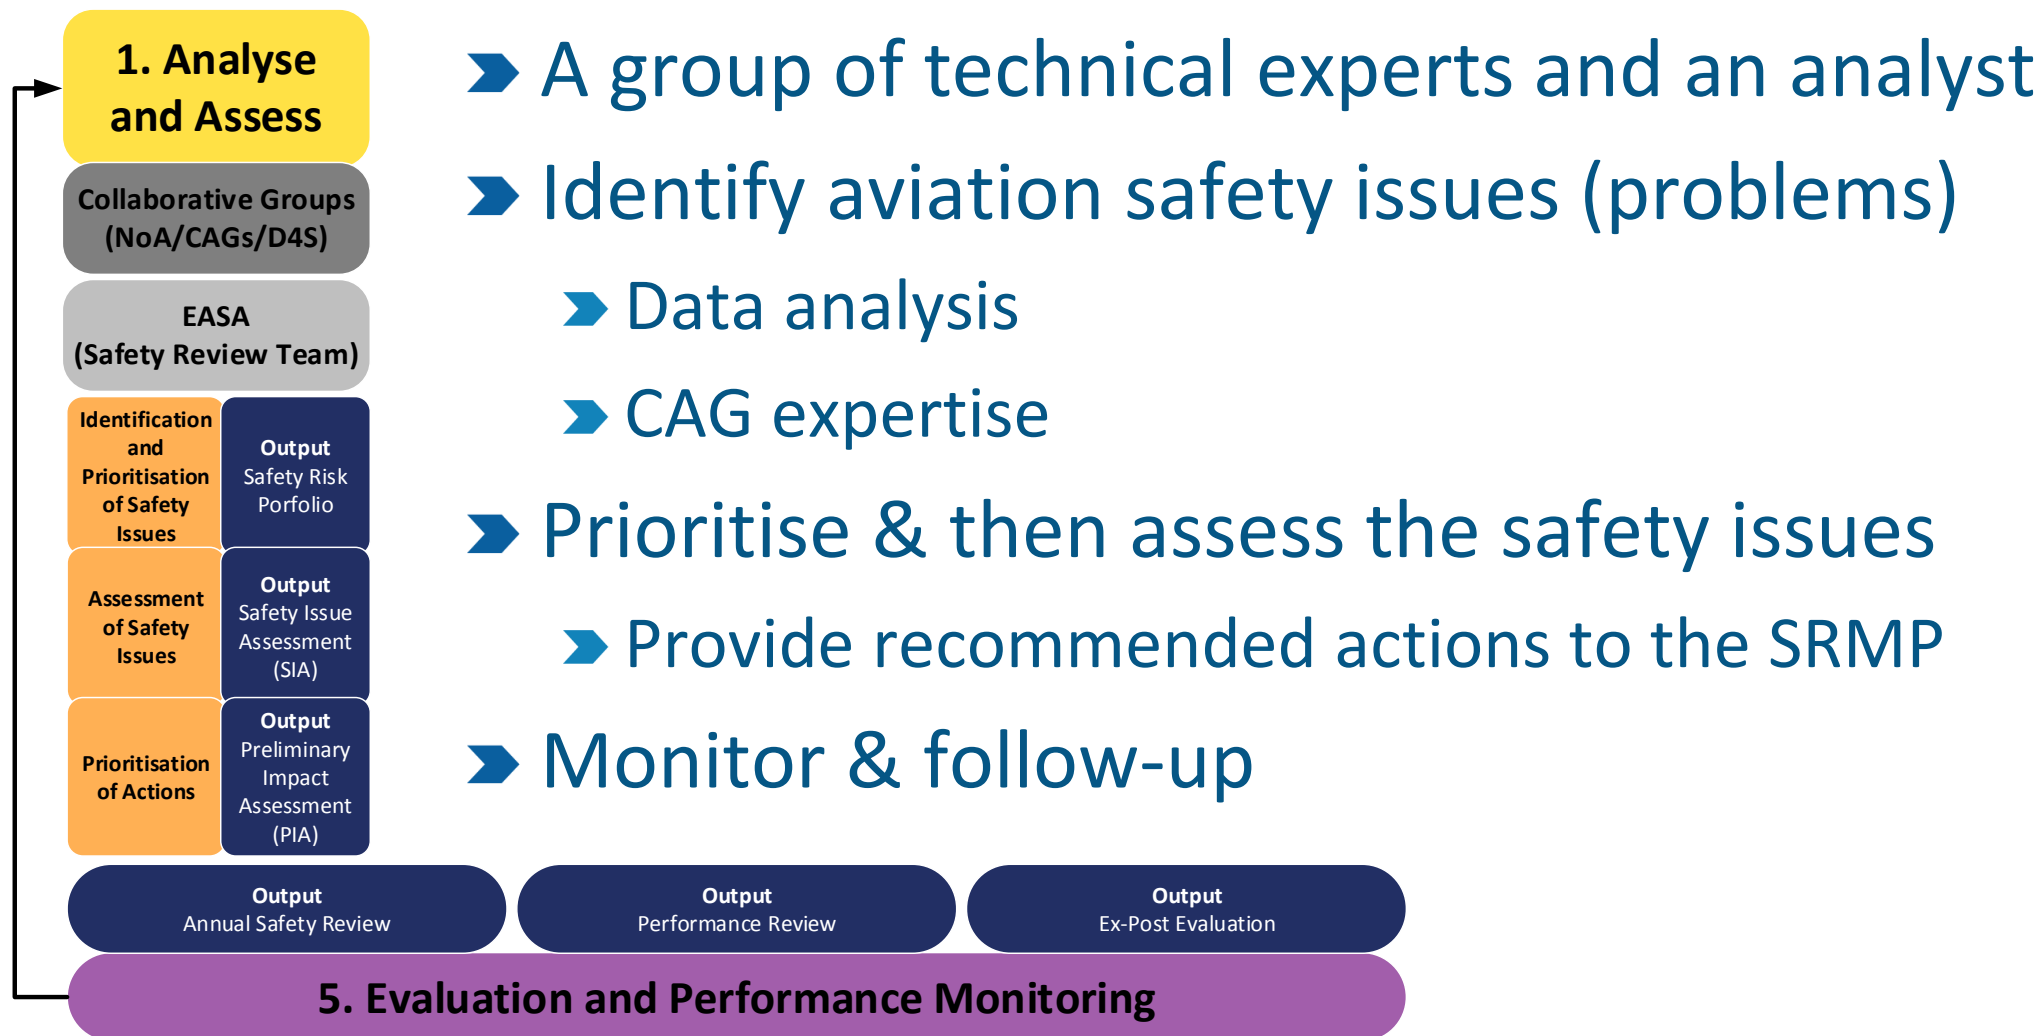 1. Analyse
and Assess
Collaborative Groups
(NoA/CAGs/D4S)
EASA
(Safety Review Team)
Identification
and
Prioritisation
of Safety
Issues
Output
Safety Risk
Porfolio
Assessment
of Safety
Issues
Output
Safety Issue
Assessment
(SIA)
Prioritisation
of Actions
Output
Preliminary
Impact
Assessment
(PIA)
A group of technical experts and an analyst
Identify aviation safety issues (problems)
Data analysis
CAG expertise
Prioritise & then assess the safety issues
Provide recommended actions to the SRMP
Monitor & follow-up
Output
Annual Safety Review
Output
Performance Review
Output
Ex-Post Evaluation
5. Evaluation and Performance Monitoring